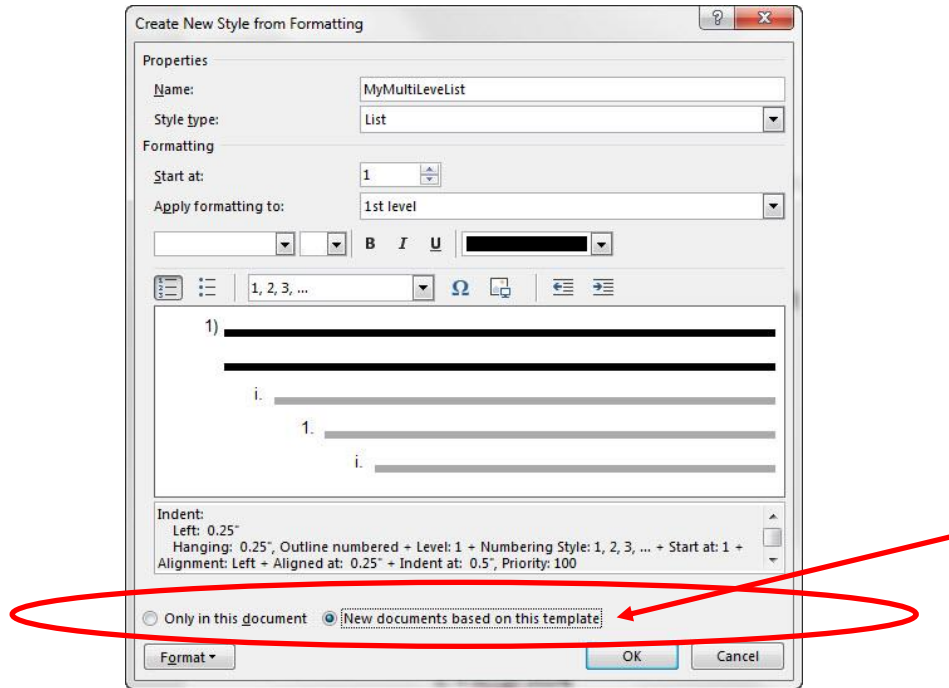 Create New Style from Formatting
Properties
Name: MyMultiLeveList
Style type: List
Formatting
Start at: 1
Apply formatting to: 1st level
B I U
1, 2, 3, ... Ω
1)
i.
1.
i.
Indent:
Left: 0.25"
Hanging: 0.25", Outline numbered + Level: 1 + Numbering Style: 1, 2, 3, ... + Start at: 1 +
Alignment: Left + Aligned at: 0.25" + Indent at: 0.5", Priority: 100
Only in this document New documents based on this template
Format OK Cancel